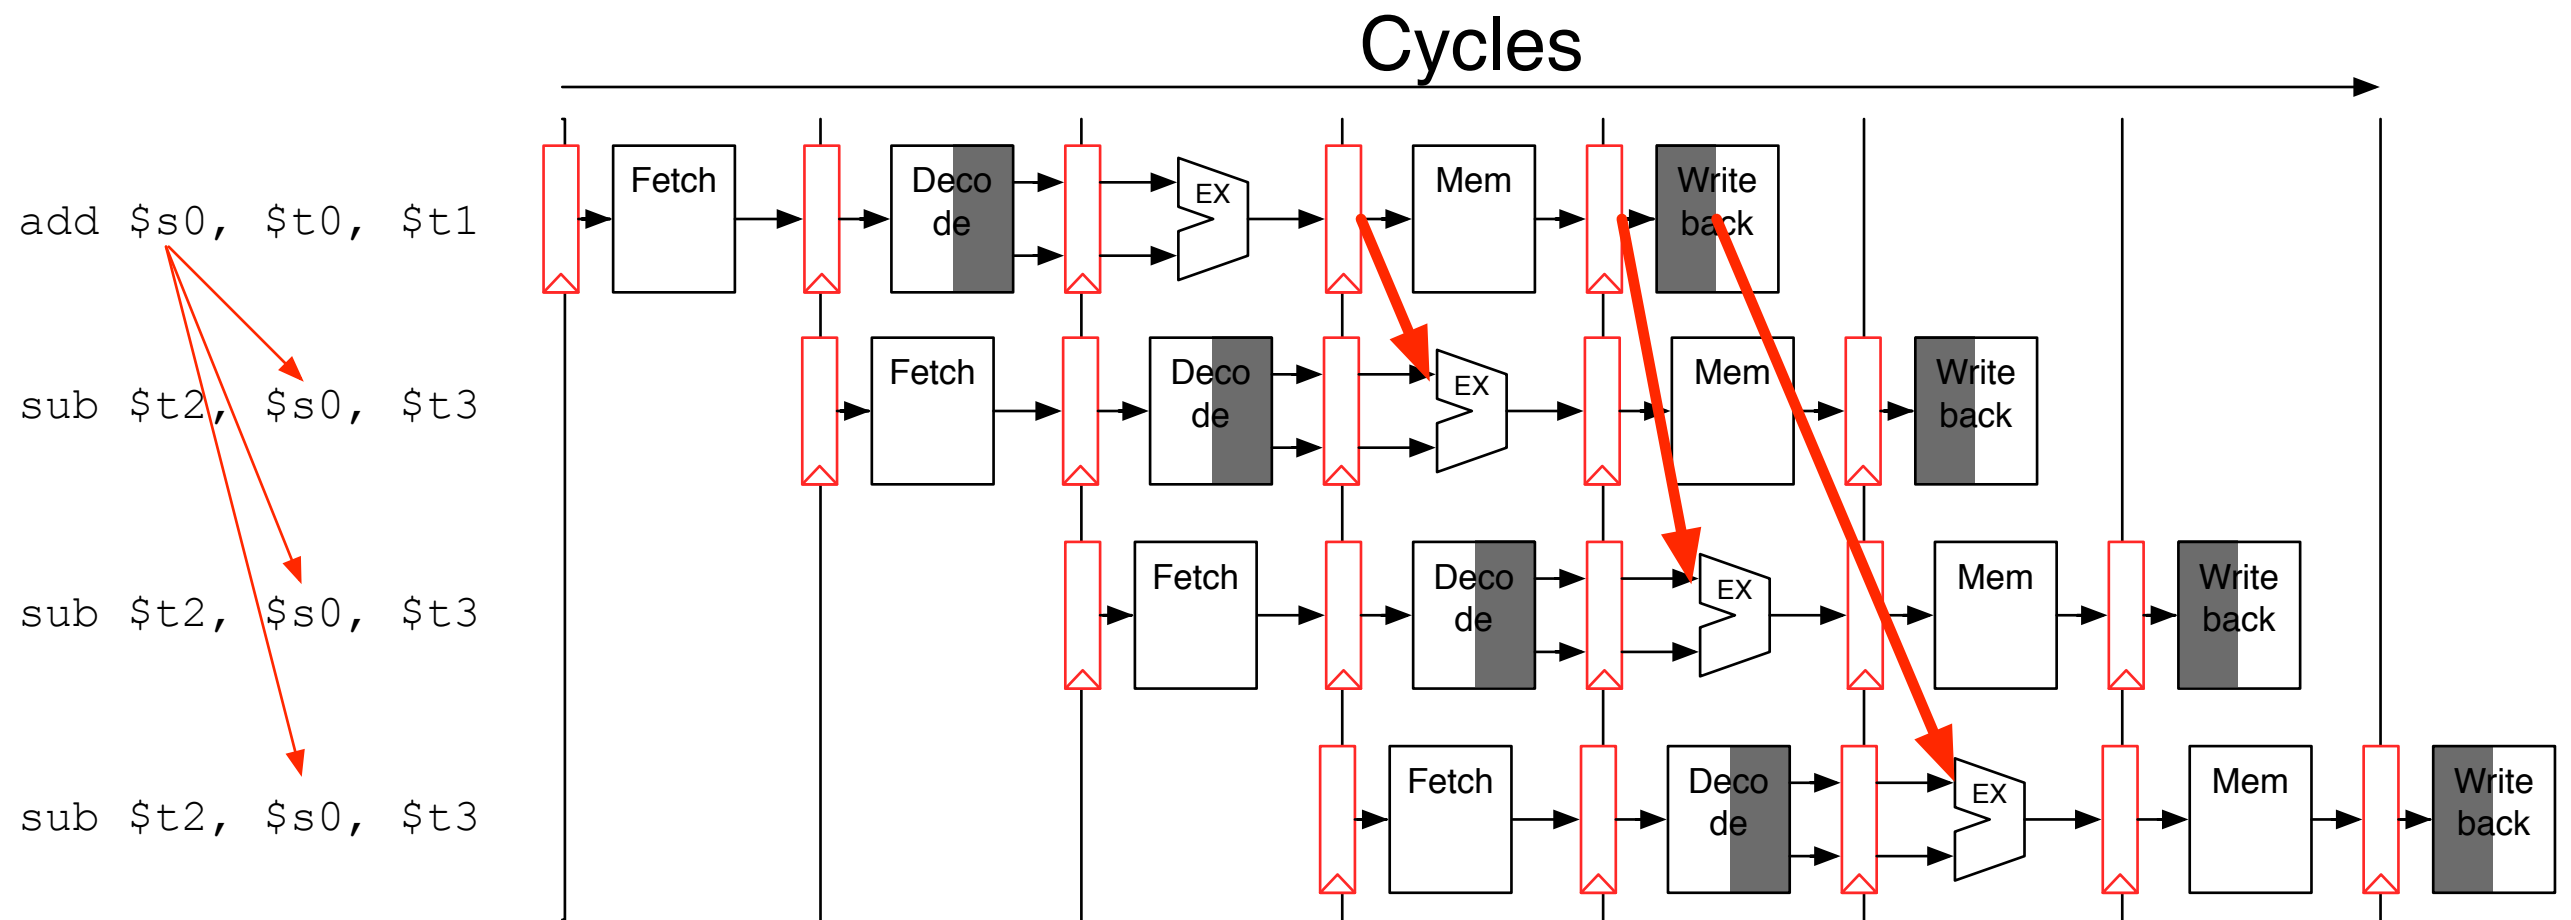 Cycles
add $s0, $t0, $t1
Fetch
Deco
de
EX
Mem
Write
back
sub $t2, $s0, $t3
Fetch
Deco
de
EX
Mem
Write
back
sub $t2, $s0, $t3
Fetch
Deco
de
EX
Mem
Write
back
sub $t2, $s0, $t3
Fetch
Deco
de
EX
Mem
Write
back